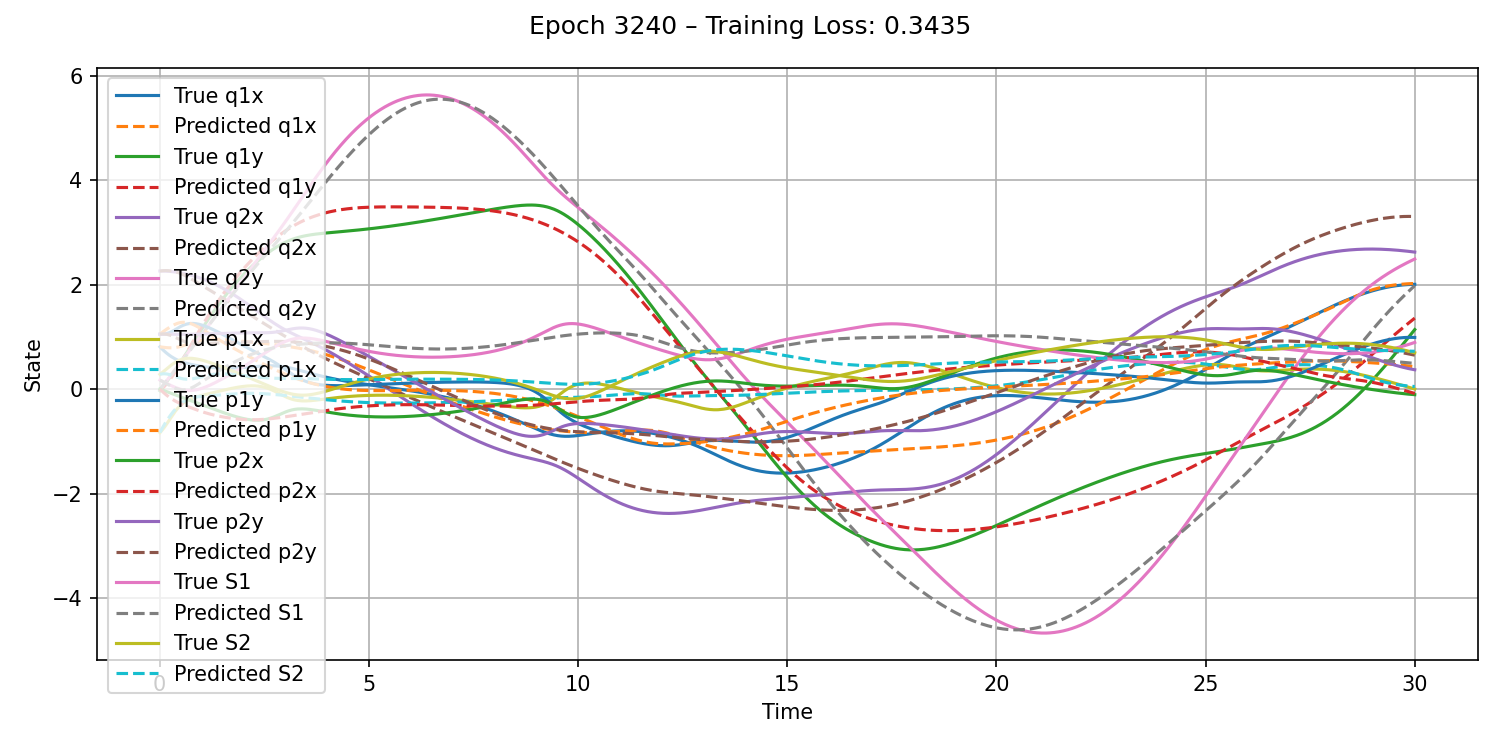 Epoch 3240 – Training Loss: 0.3435
6
4
2
0
−2
−4
State
True q1x
Predicted q1x
True q1y
Predicted q1y
True q2x
Predicted q2x
True q2y
Predicted q2y
True p1x
Predicted p1x
True p1y
Predicted p1y
True p2x
Predicted p2x
True p2y
Predicted p2y
True S1
Predicted S1
True S2
Predicted S2
0 5 10 15 20 25 30
Time